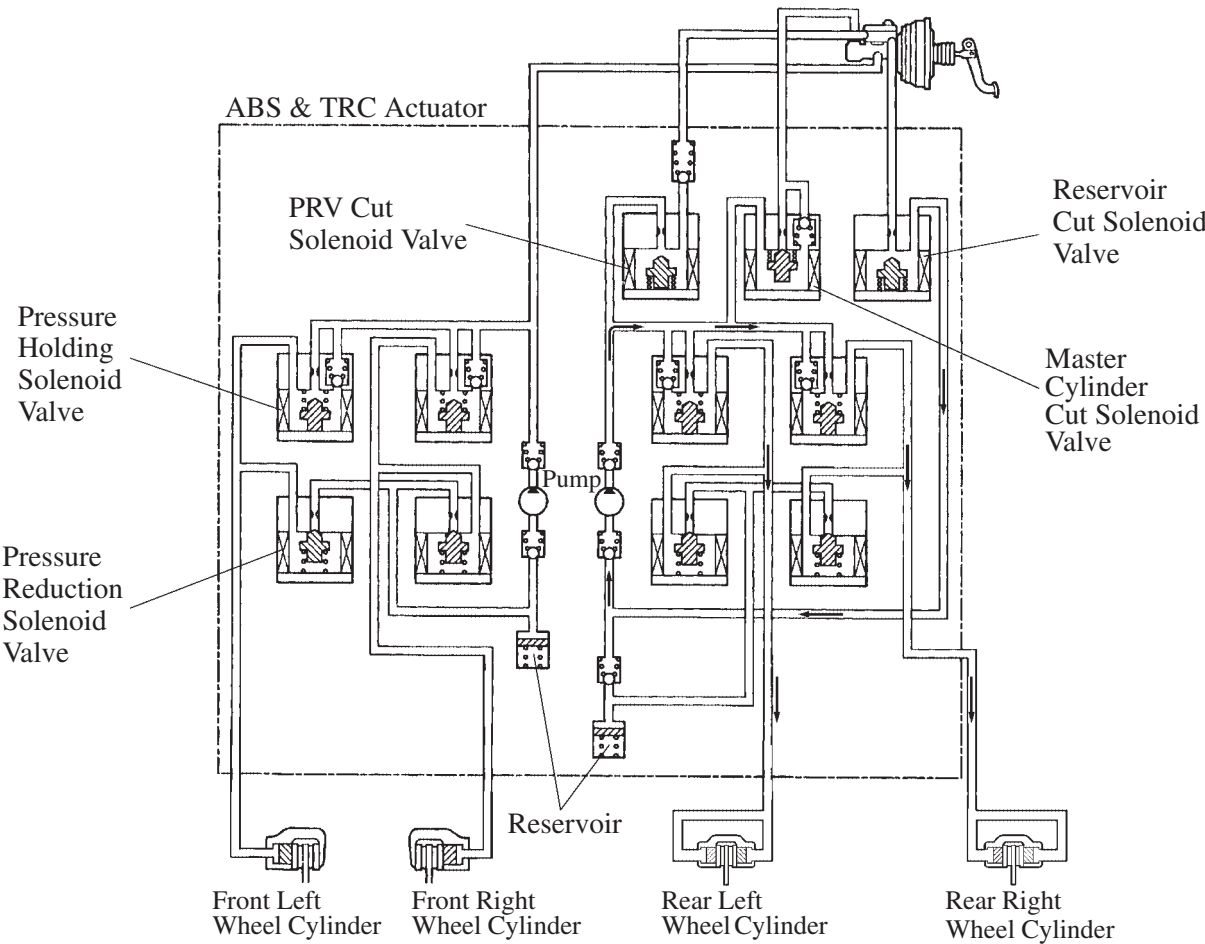 ABS & TRC Actuator
PRV Cut
Solenoid Valve
Reservoir
Cut Solenoid
Valve
Pressure
Holding
Solenoid
Valve
Master
Cylinder
Cut Solenoid
Valve
Pump
Pressure
Reduction
Solenoid
Valve
Reservoir
Front Left
Wheel Cylinder
Front Right
Wheel Cylinder
Rear Left
Wheel Cylinder
Rear Right
Wheel Cylinder